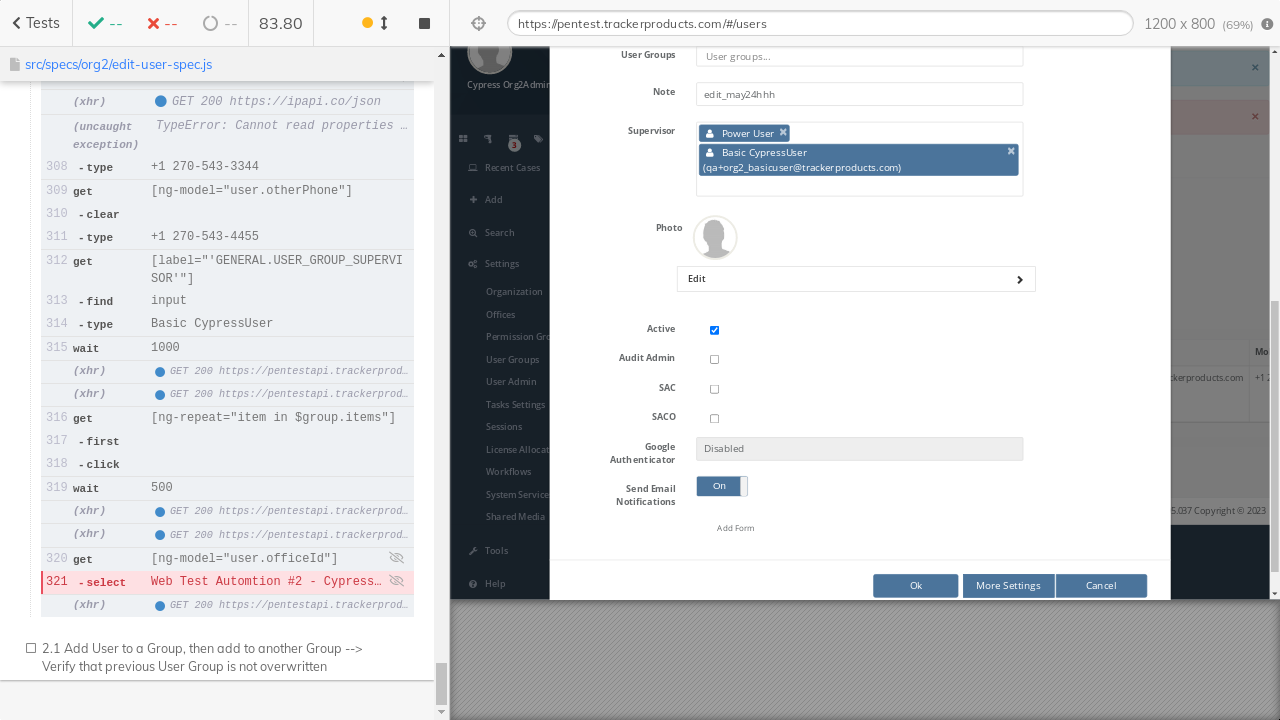 Tests
--
--
--
83.80
https://pentest.trackerproducts.com/#/users
1200 x 800 (69%)
src/specs/org2/edit-user-spec.js
(xhr) GET 200 https://ipapi.co/json
(uncaught exception) TypeError: Cannot read properties …
-type +1 270-543-3344
309 get [ng-model="user.otherPhone"]
310 -clear
311 -type +1 270-543-4455
312 get [label="'GENERAL.USER_GROUP_SUPERVI
SOR'"]
313 -find input
314 -type Basic CypressUser
315 wait 1000
(xhr) GET 200 https://pentestapi.trackerprod…
(xhr) GET 200 https://pentestapi.trackerprod…
316 get [ng-repeat="item in $group.items"]
317 -first
318 -click
319 wait 500
(xhr) GET 200 https://pentestapi.trackerprod…
(xhr) GET 200 https://pentestapi.trackerprod…
320 get [ng-model="user.officeId"]
321 -select Web Test Automtion #2 - Cypress…
(xhr) GET 200 https://pentestapi.trackerprod…
2.1 Add User to a Group, then add to another Group -->
Verify that previous User Group is not overwritten
Cypress Org2Admin
3
Recent Cases
Add
Search
Settings
Organization
Offices
Permission Gro
User Groups
User Admin
Tasks Settings
Sessions
License Allocat
Workflows
System Service
Shared Media
Tools
Help
User Groups User groups...
Note edit_may24hhh
Supervisor Power User ×
Basic CypressUser ×
(qa+org2_basicuser@trackerproducts.com)
Photo
Edit
Active
Audit Admin
SAC
SACO
Google
Authenticator
Disabled
Send Email
Notifications
On
Add Form
Ok More Settings Cancel
×
×
Mo
ckerproducts.com +1 2
5.037 Copyright © 2023